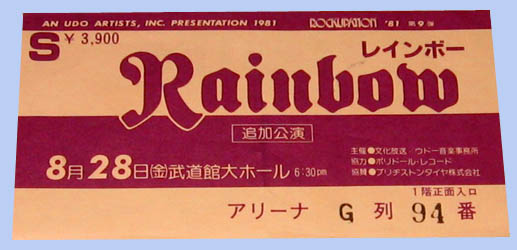 AN UDO ARTISTS, INC. PRESENTATION 1981 ROCKUPATION '81 第9弾
S ¥3,900
レインボー
Rainbow
追加公演
8月28日(金)武道館大ホール 6:30pm
主催●文化放送／ウドー音楽事務所
協力●ポリドール・レコード
協賛●ブリヂストンタイヤ株式会社
1階正面入口
アリーナ G 列 94 番